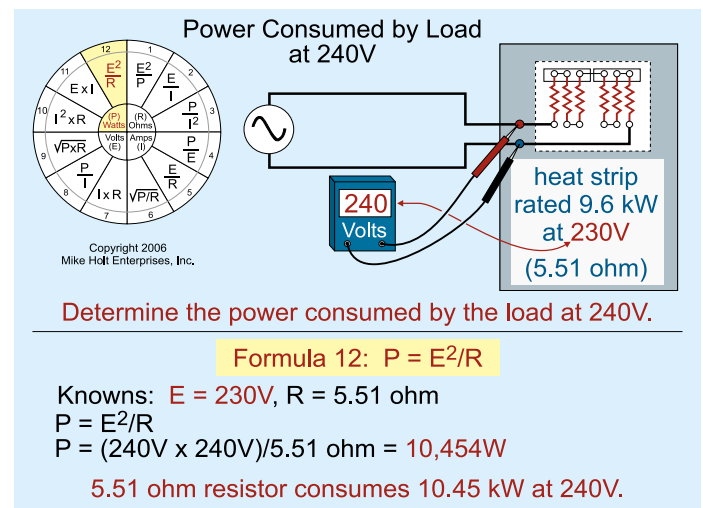 Power Consumed by Load
at 240V
12
E²/R
1
E²/P
2
E/I
3
P/I²
4
P/E
5
E/R
6
√P/R
7
IxR
8
P/I
9
√PxR
10
I²xR
11
ExI
(P)
Watts
(R)
Ohms
Volts
(E)
Amps
(I)
Copyright 2006
Mike Holt Enterprises, Inc.
240
Volts
heat strip
rated 9.6 kW
at 230V
(5.51 ohm)
Determine the power consumed by the load at 240V.
Formula 12: P = E²/R
Knowns: E = 230V, R = 5.51 ohm
P = E²/R
P = (240V x 240V)/5.51 ohm = 10,454W
5.51 ohm resistor consumes 10.45 kW at 240V.